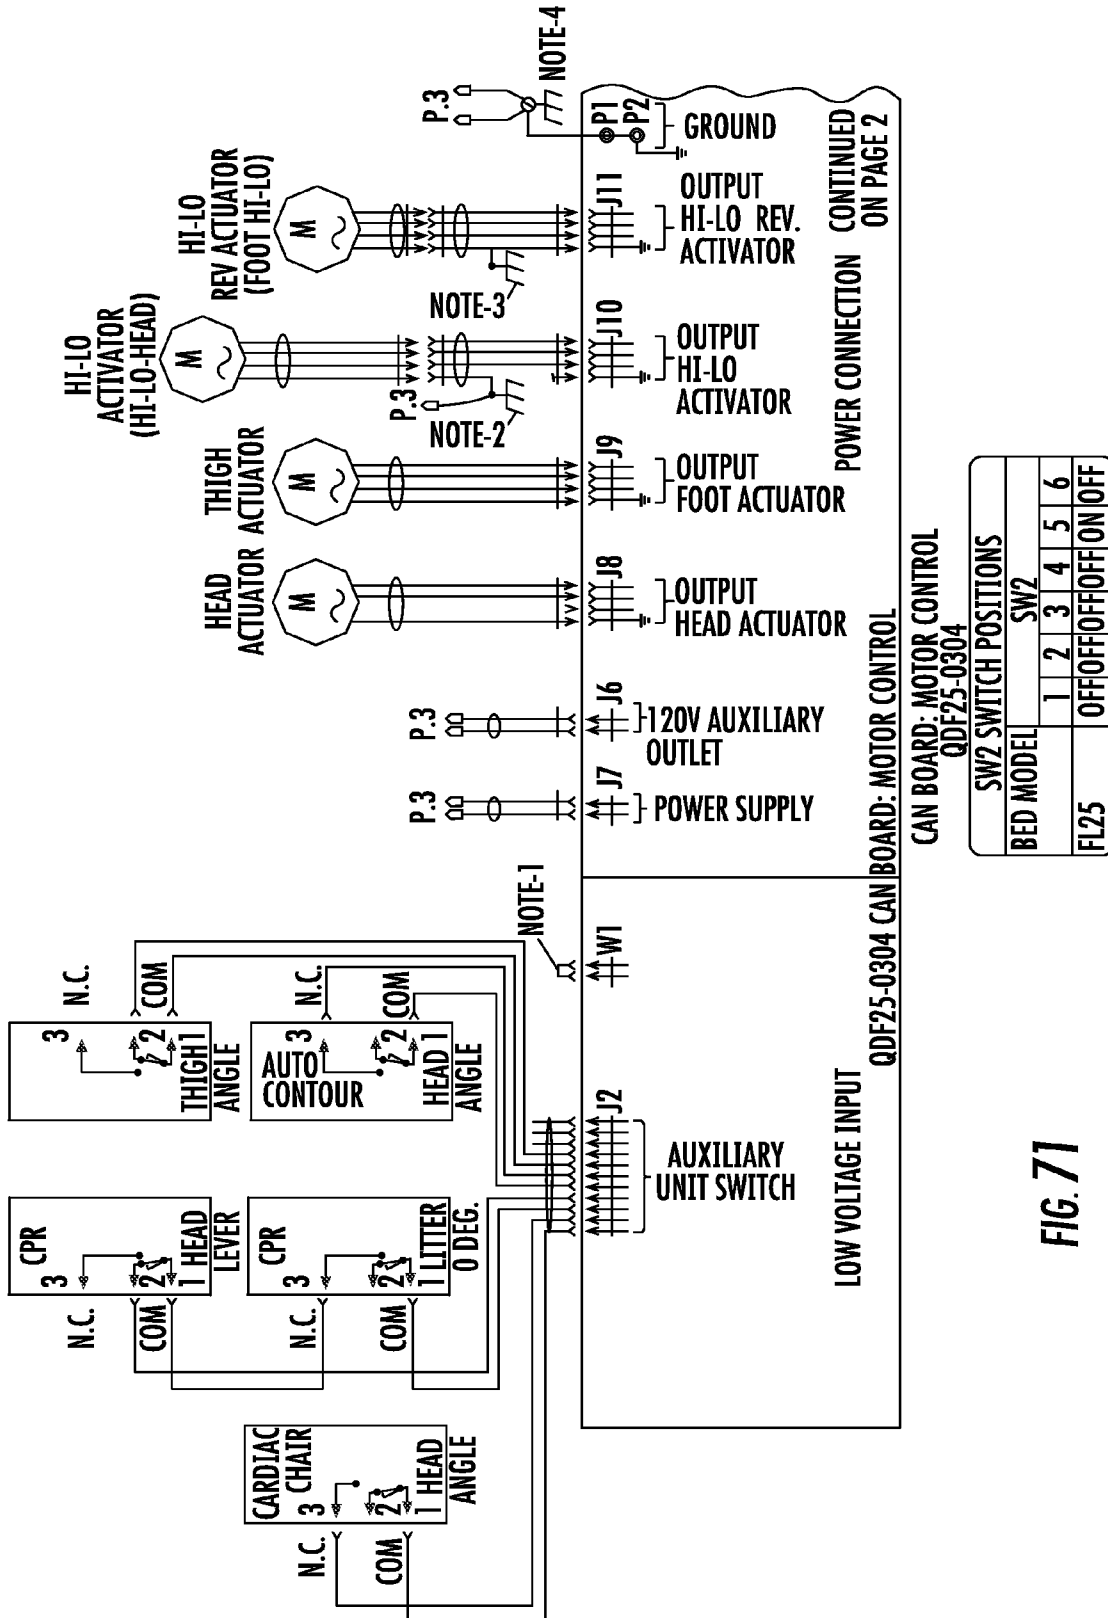 CARDIAC
CHAIR
3
2
1 HEAD
ANGLE
N.C.
COM
CPR
3
2
1 HEAD
LEVER
N.C.
COM
CPR
3
2
1 LITTER
0 DEG.
N.C.
COM
3
2
THIGH 1
ANGLE
N.C.
COM
AUTO
CONTOUR
3
2
HEAD 1
ANGLE
N.C.
COM
NOTE-1
P.3
P.3
HEAD
ACTUATOR
M
THIGH
ACTUATOR
M
HI-LO
ACTIVATOR
(HI-LO-HEAD)
M
P.3
NOTE-2
HI-LO
REV ACTUATOR
(FOOT HI-LO)
M
NOTE-3
P.3
NOTE-4
J2
AUXILIARY
UNIT SWITCH
W1
J7
POWER SUPPLY
J6
120V AUXILIARY
OUTLET
J8
OUTPUT
HEAD ACTUATOR
J9
OUTPUT
FOOT ACTUATOR
J10
OUTPUT
HI-LO
ACTIVATOR
J11
OUTPUT
HI-LO REV.
ACTIVATOR
P1
P2
GROUND
LOW VOLTAGE INPUT
POWER CONNECTION
CONTINUED
ON PAGE 2
QDF25-0304 CAN BOARD: MOTOR CONTROL
CAN BOARD: MOTOR CONTROL
QDF25-0304
SW2 SWITCH POSITIONS
BED MODEL
SW2
1 2 3 4 5 6
FL25 OFF OFF OFF OFF ON OFF
FIG. 71